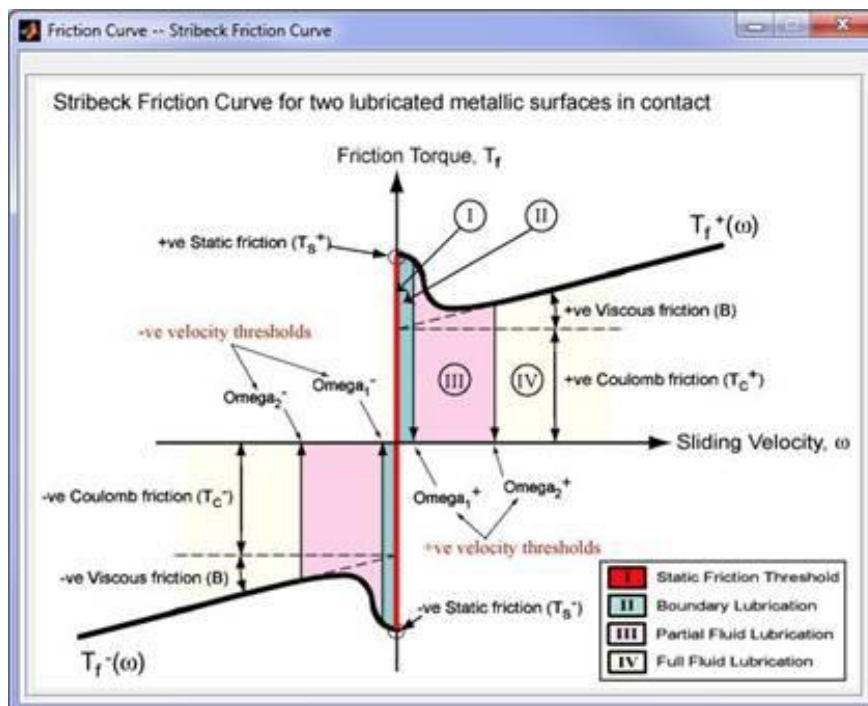 Friction Curve -- Stribeck Friction Curve
Stribeck Friction Curve for two lubricated metallic surfaces in contact
Friction Torque, Tf
I
II
Tf+(ω)
+ve Static friction (TS+)
+ve Viscous friction (B)
-ve velocity thresholds
Omega2-
Omega1-
III
IV
+ve Coulomb friction (TC+)
Sliding Velocity, ω
-ve Coulomb friction (TC-)
Omega1+
Omega2+
+ve velocity thresholds
-ve Viscous friction (B)
-ve Static friction (TS-)
Tf-(ω)
I Static Friction Threshold
II Boundary Lubrication
III Partial Fluid Lubrication
IV Full Fluid Lubrication